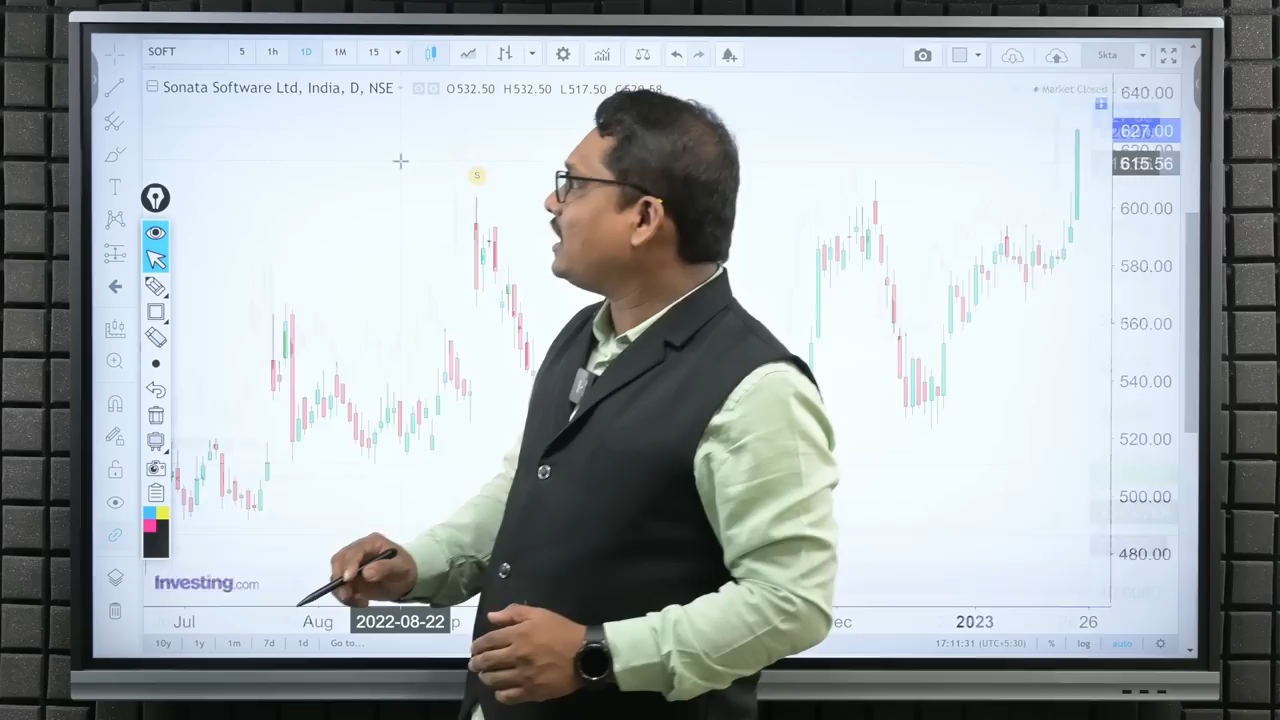 SOFT 5 1h 1D 1M 15 Skta
Sonata Software Ltd, India, D, NSE O532.50 H532.50 L517.50
Market Closed
S
640.00
627.00
615.56
600.00
580.00
560.00
540.00
520.00
500.00
480.00
Investing.com
Jul Aug 2022-08-22 2023 26
10y 1y 1m 7d 1d Go to... 17:11:31 (UTC+5:30) % log auto